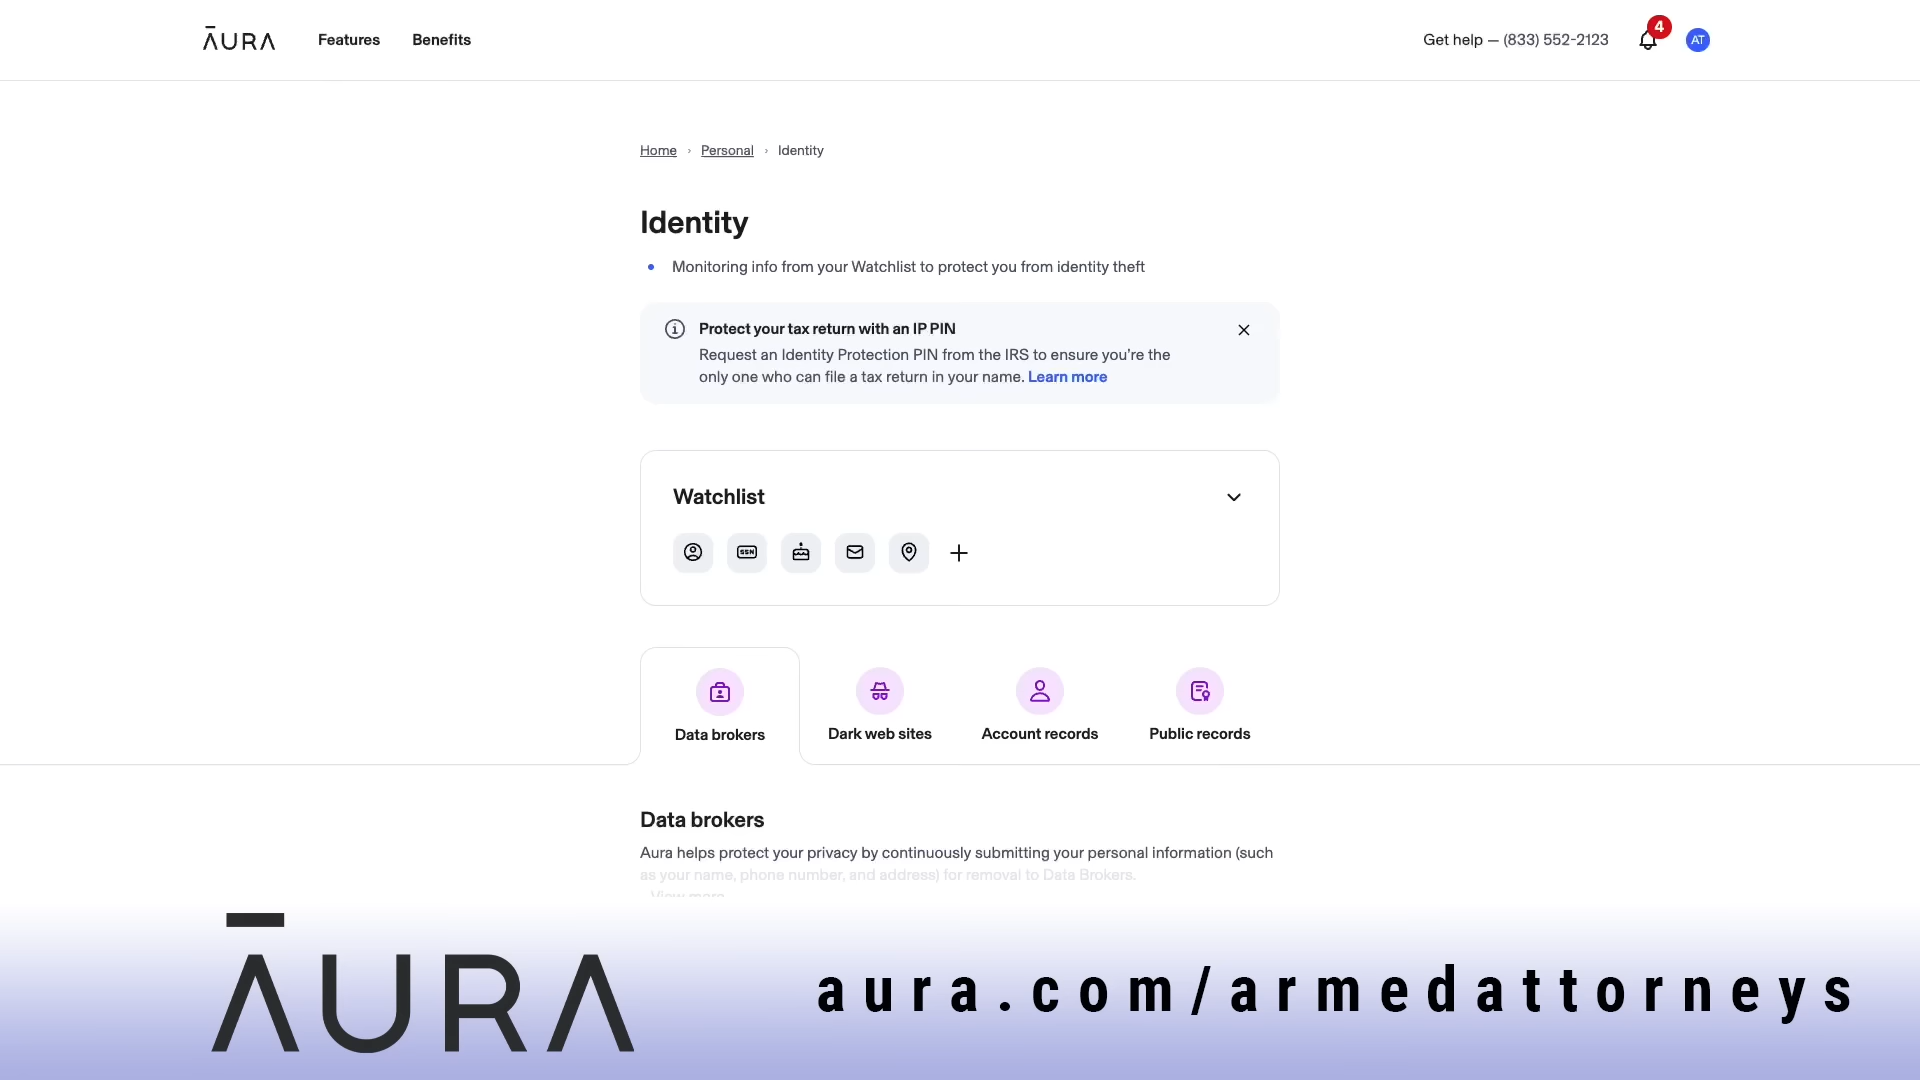 ĀURA
Features
Benefits
Get help — (833) 552-2123
4
AT
Home › Personal › Identity
Identity
Monitoring info from your Watchlist to protect you from identity theft
Protect your tax return with an IP PIN
Request an Identity Protection PIN from the IRS to ensure you're the
only one who can file a tax return in your name. Learn more
Watchlist
SSN
Data brokers
Dark web sites
Account records
Public records
Data brokers
Aura helps protect your privacy by continuously submitting your personal information (such
as your name, phone number, and address) for removal to Data Brokers.
View more
ĀURA
aura.com/armedattorneys